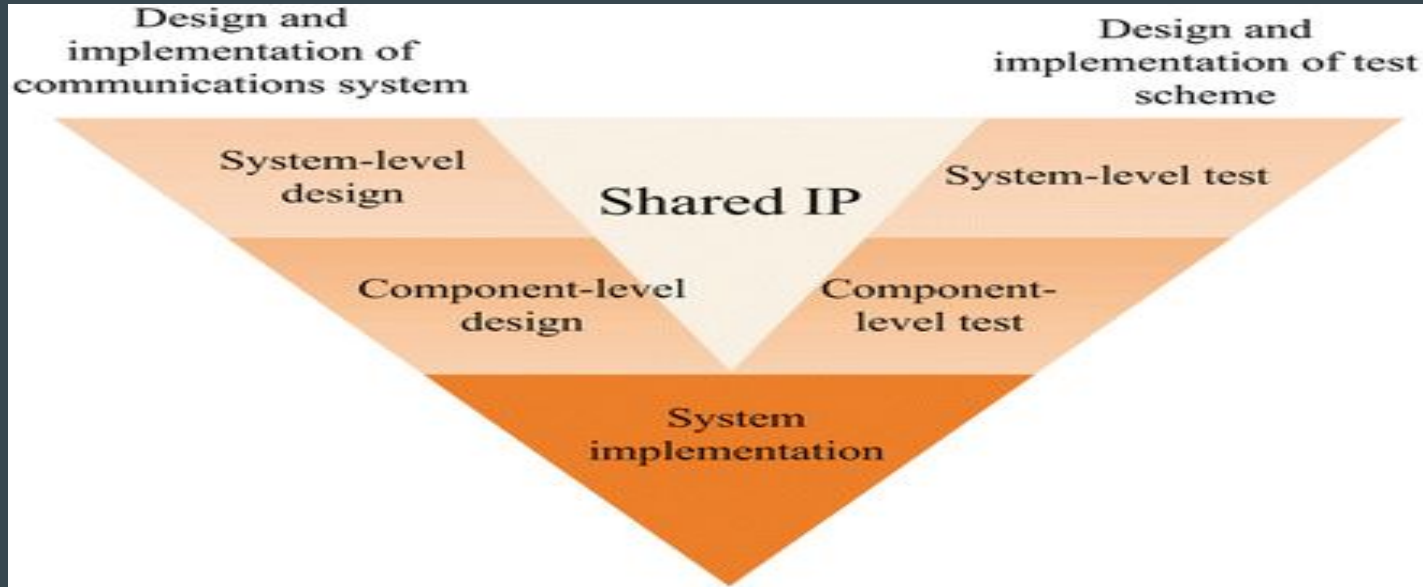 Design and
implementation of
communications system
Design and
implementation of test
scheme
System-level
design
Shared IP
System-level test
Component-level
design
Component-
level test
System
implementation